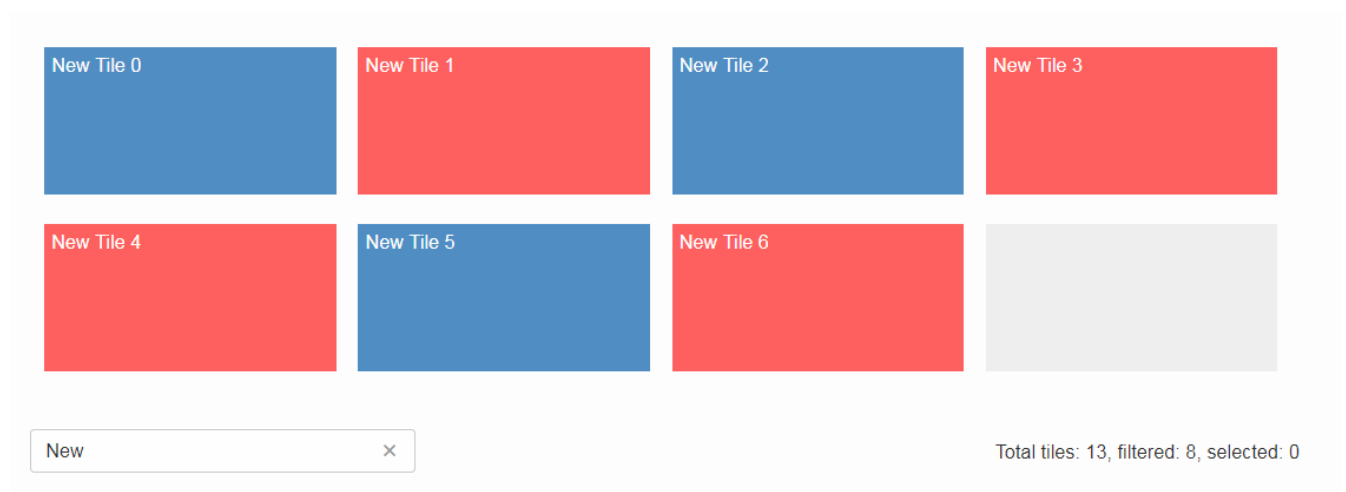 New Tile 0
New Tile 1
New Tile 2
New Tile 3
New Tile 4
New Tile 5
New Tile 6
New
Total tiles: 13, filtered: 8, selected: 0